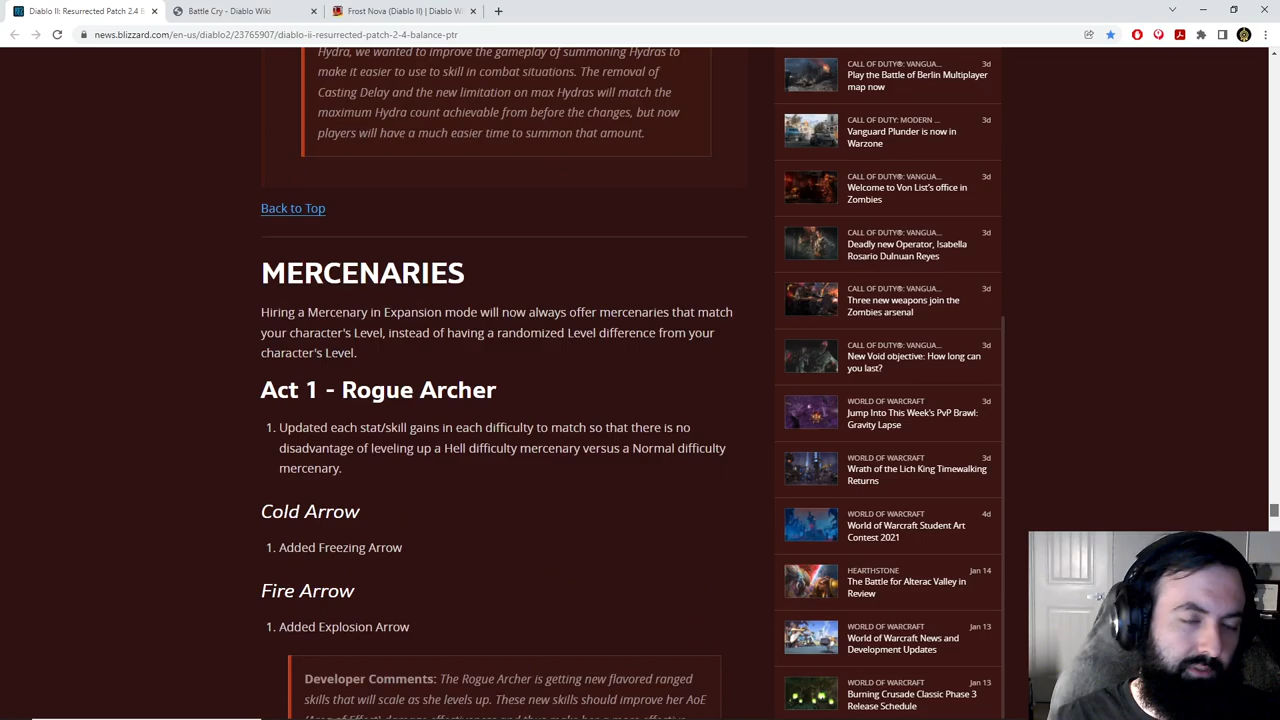 Diablo II: Resurrected Patch 2.4 B
Battle Cry - Diablo Wiki
Frost Nova (Diablo II) | Diablo W
news.blizzard.com/en-us/diablo2/23765907/diablo-ii-resurrected-patch-2-4-balance-ptr
Hydra, we wanted to improve the gameplay of summoning Hydras to
make it easier to use to skill in combat situations. The removal of
Casting Delay and the new limitation on max Hydras will match the
maximum Hydra count achievable from before the changes, but now
players will have a much easier time to summon that amount.
Back to Top
MERCENARIES
Hiring a Mercenary in Expansion mode will now always offer mercenaries that match
your character's Level, instead of having a randomized Level difference from your
character's Level.
Act 1 - Rogue Archer
1. Updated each stat/skill gains in each difficulty to match so that there is no
disadvantage of leveling up a Hell difficulty mercenary versus a Normal difficulty
mercenary.
Cold Arrow
1. Added Freezing Arrow
Fire Arrow
1. Added Explosion Arrow
Developer Comments: The Rogue Archer is getting new flavored ranged
skills that will scale as she levels up. These new skills should improve her AoE
(Area of Effect) damage effectiveness and thus make her a more effective
CALL OF DUTY®: VANGUA... 3d
Play the Battle of Berlin Multiplayer
map now
CALL OF DUTY: MODERN ... 3d
Vanguard Plunder is now in
Warzone
CALL OF DUTY®: VANGUA... 3d
Welcome to Von List's office in
Zombies
CALL OF DUTY®: VANGUA... 3d
Deadly new Operator, Isabella
Rosario Dulnuan Reyes
CALL OF DUTY®: VANGUA... 3d
Three new weapons join the
Zombies arsenal
CALL OF DUTY®: VANGUA... 3d
New Void objective: How long can
you last?
WORLD OF WARCRAFT 3d
Jump Into This Week's PvP Brawl:
Gravity Lapse
WORLD OF WARCRAFT 3d
Wrath of the Lich King Timewalking
Returns
WORLD OF WARCRAFT 4d
World of Warcraft Student Art
Contest 2021
HEARTHSTONE Jan 14
The Battle for Alterac Valley in
Review
WORLD OF WARCRAFT Jan 13
World of Warcraft News and
Development Updates
WORLD OF WARCRAFT Jan 13
Burning Crusade Classic Phase 3
Release Schedule